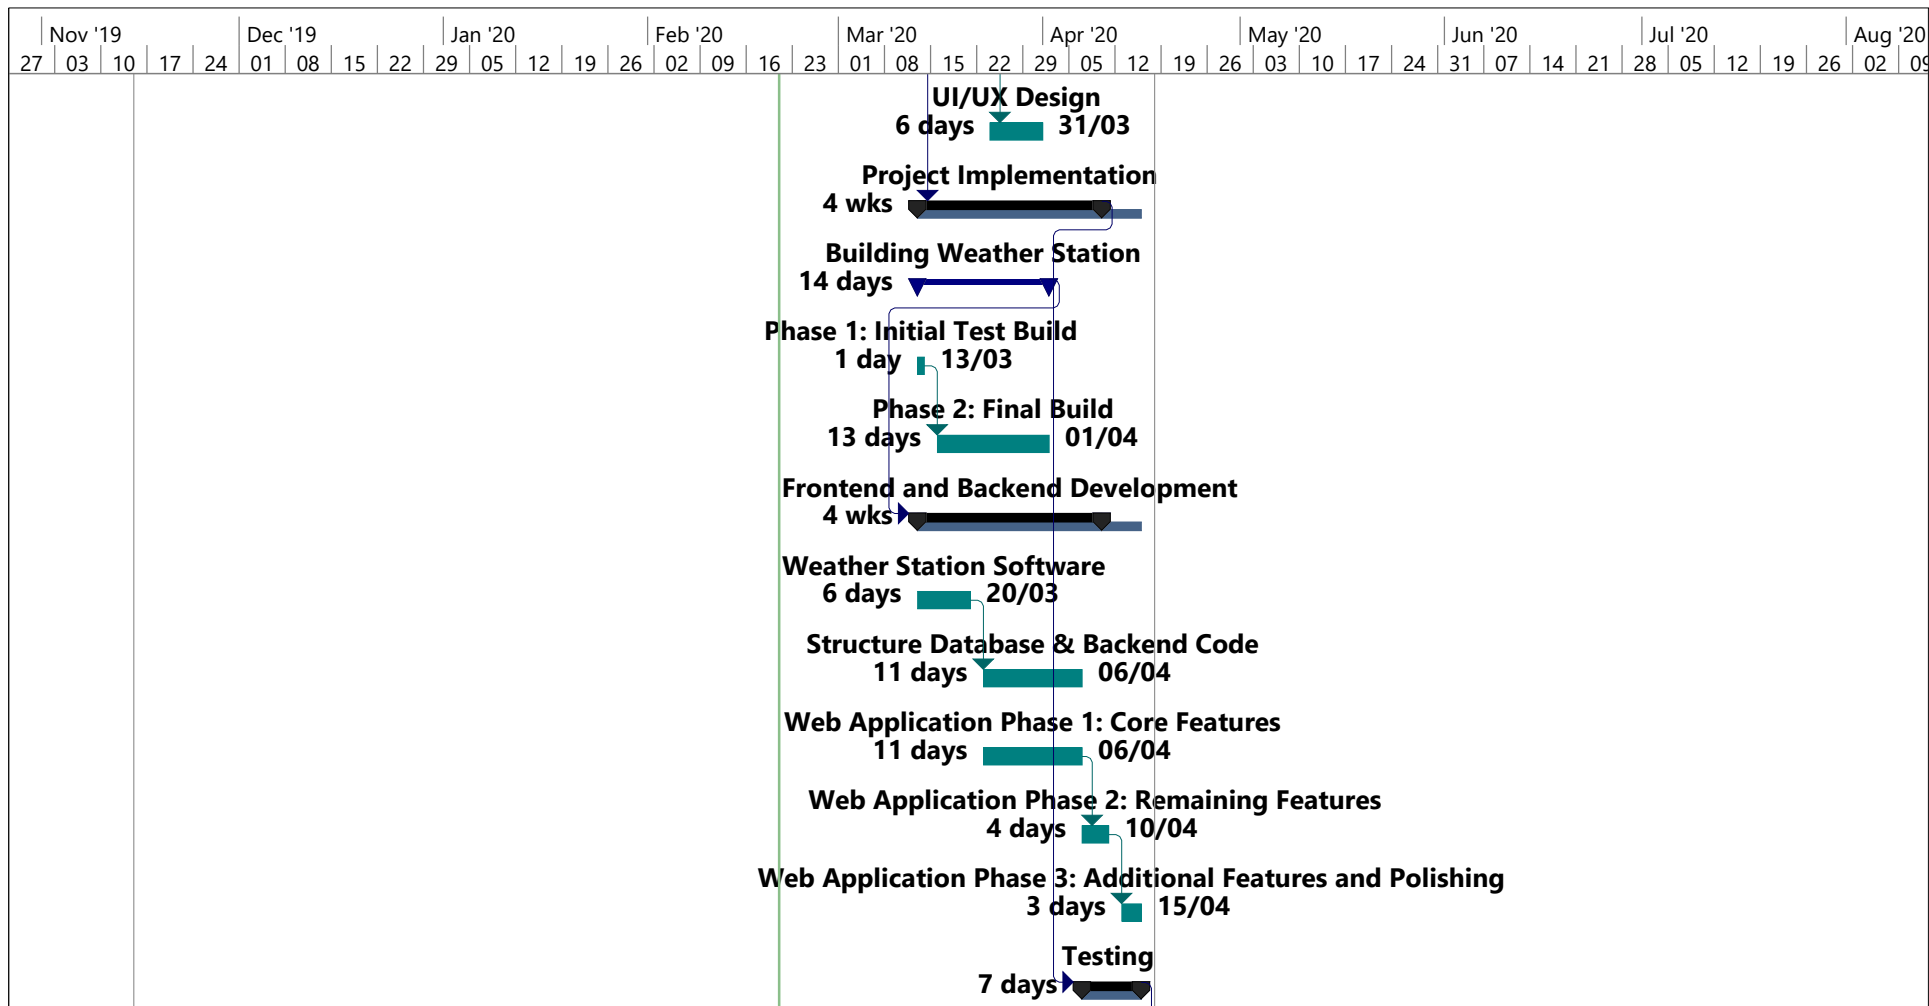 Nov '19 Dec '19 Jan '20 Feb '20 Mar '20 Apr '20 May '20 Jun '20 Jul '20 Aug '20
27 03 10 17 24 01 08 15 22 29 05 12 19 26 02 09 16 23 01 08 15 22 29 05 12 19 26 03 10 17 24 31 07 14 21 28 05 12 19 26 02 09
UI/UX Design
6 days 31/03
Project Implementation
4 wks
Building Weather Station
14 days
Phase 1: Initial Test Build
1 day 13/03
Phase 2: Final Build
13 days 01/04
Frontend and Backend Development
4 wks
Weather Station Software
6 days 20/03
Structure Database & Backend Code
11 days 06/04
Web Application Phase 1: Core Features
11 days 06/04
Web Application Phase 2: Remaining Features
4 days 10/04
Web Application Phase 3: Additional Features and Polishing
3 days 15/04
Testing
7 days